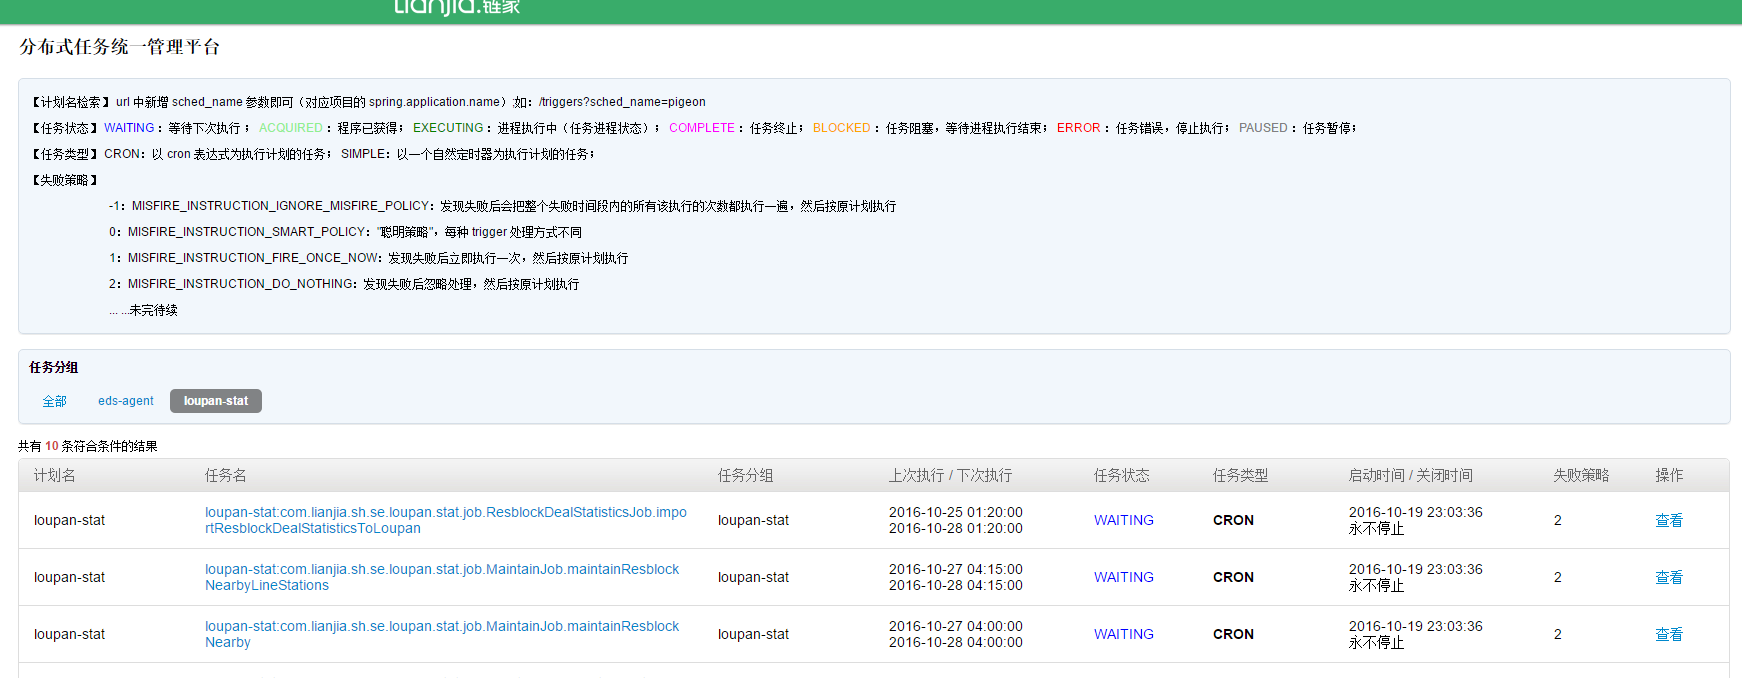 Lianjia.链家
分布式任务统一管理平台
【计划名检索】url 中新增 sched_name 参数即可（对应项目的 spring.application.name）;如：/triggers?sched_name=pigeon
【任务状态】WAITING：等待下次执行； ACQUIRED：程序已获得； EXECUTING：进程执行中（任务进程状态）； COMPLETE：任务终止； BLOCKED：任务阻塞，等待进程执行结束； ERROR：任务错误，停止执行； PAUSED：任务暂停；
【任务类型】CRON：以 cron 表达式为执行计划的任务； SIMPLE：以一个自然定时器为执行计划的任务；
【失败策略】
-1：MISFIRE_INSTRUCTION_IGNORE_MISFIRE_POLICY：发现失败后会把整个失败时间段内的所有该执行的次数都执行一遍，然后按原计划执行
0：MISFIRE_INSTRUCTION_SMART_POLICY："聪明策略"，每种 trigger 处理方式不同
1：MISFIRE_INSTRUCTION_FIRE_ONCE_NOW：发现失败后立即执行一次，然后按原计划执行
2：MISFIRE_INSTRUCTION_DO_NOTHING：发现失败后忽略处理，然后按原计划执行
... ...未完待续
任务分组
全部 eds-agent loupan-stat
共有 10 条符合条件的结果
计划名 任务名 任务分组 上次执行 / 下次执行 任务状态 任务类型 启动时间 / 关闭时间 失败策略 操作
loupan-stat:com.lianjia.sh.se.loupan.stat.job.ResblockDealStatisticsJob.impo 2016-10-25 01:20:00 2016-10-19 23:03:36
loupan-stat loupan-stat WAITING CRON 2 查看
rtResblockDealStatisticsToLoupan 2016-10-28 01:20:00 永不停止
loupan-stat:com.lianjia.sh.se.loupan.stat.job.MaintainJob.maintainResblock 2016-10-27 04:15:00 2016-10-19 23:03:36
loupan-stat loupan-stat WAITING CRON 2 查看
NearbyLineStations 2016-10-28 04:15:00 永不停止
loupan-stat:com.lianjia.sh.se.loupan.stat.job.MaintainJob.maintainResblock 2016-10-27 04:00:00 2016-10-19 23:03:36
loupan-stat loupan-stat WAITING CRON 2 查看
Nearby 2016-10-28 04:00:00 永不停止